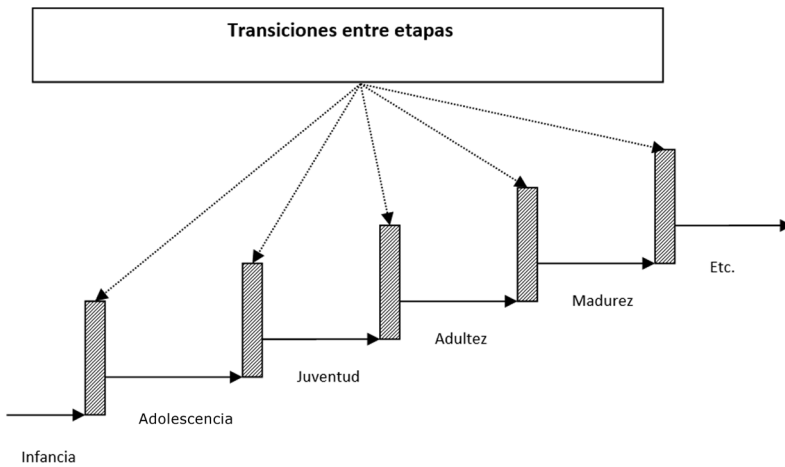 Transiciones entre etapas
Etc.
Madurez
Adultez
Juventud
Adolescencia
Infancia